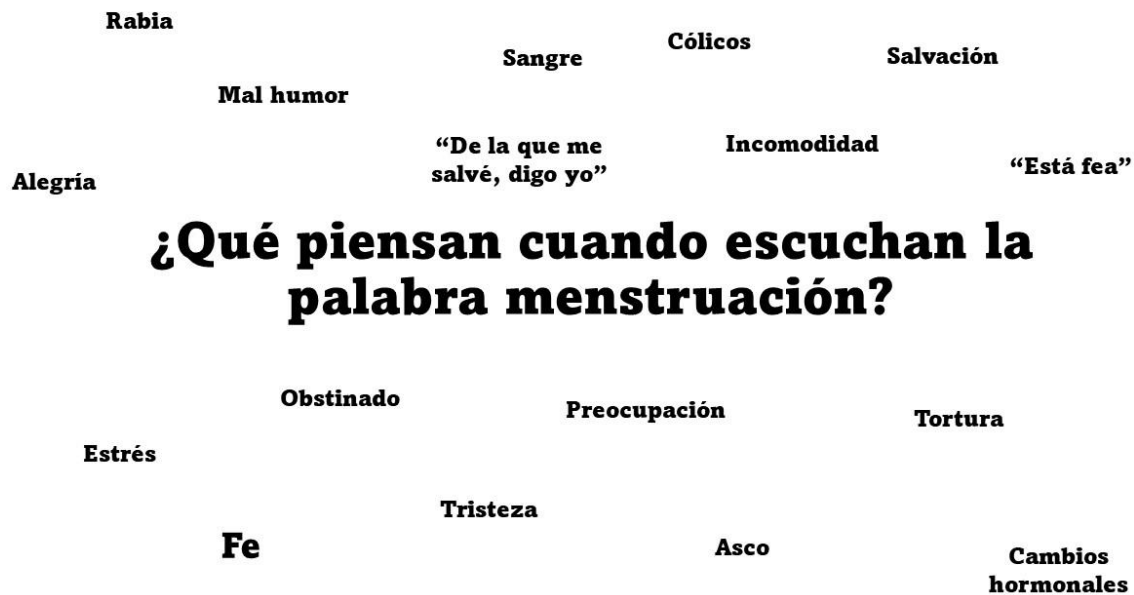 Rabia
Cólicos
Sangre
Salvación
Mal humor
“De la que me
salvé, digo yo”
Incomodidad
“Está fea”
Alegría
¿Qué piensan cuando escuchan la
palabra menstruación?
Obstinado
Preocupación
Tortura
Estrés
Tristeza
Fe
Asco
Cambios
hormonales